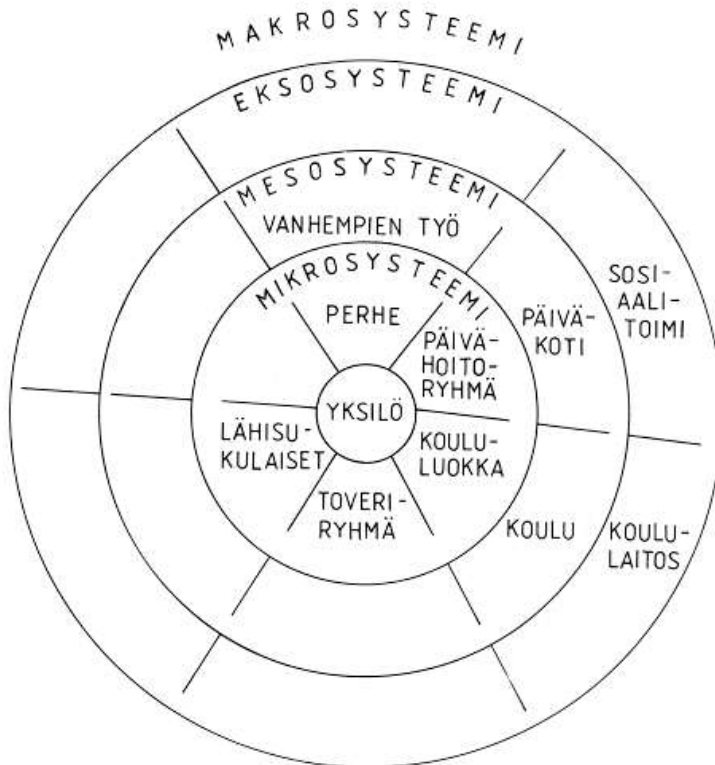 MAKROSYSTEEMI
EKSOSYSTEEMI
MESOSYSTEEMI
VANHEMPIEN TYÖ
MIKROSYSTEEMI
PERHE
PÄIVÄ-
HOITO-
RYHMÄ
PÄIVÄ-
KOTI
SOSI-
AALI-
TOIMI
YKSILÖ
LÄHISU-
KULAISET
KOULU-
LUOKKA
TOVERI-
RYHMÄ
KOULU
KOULU-
LAITOS